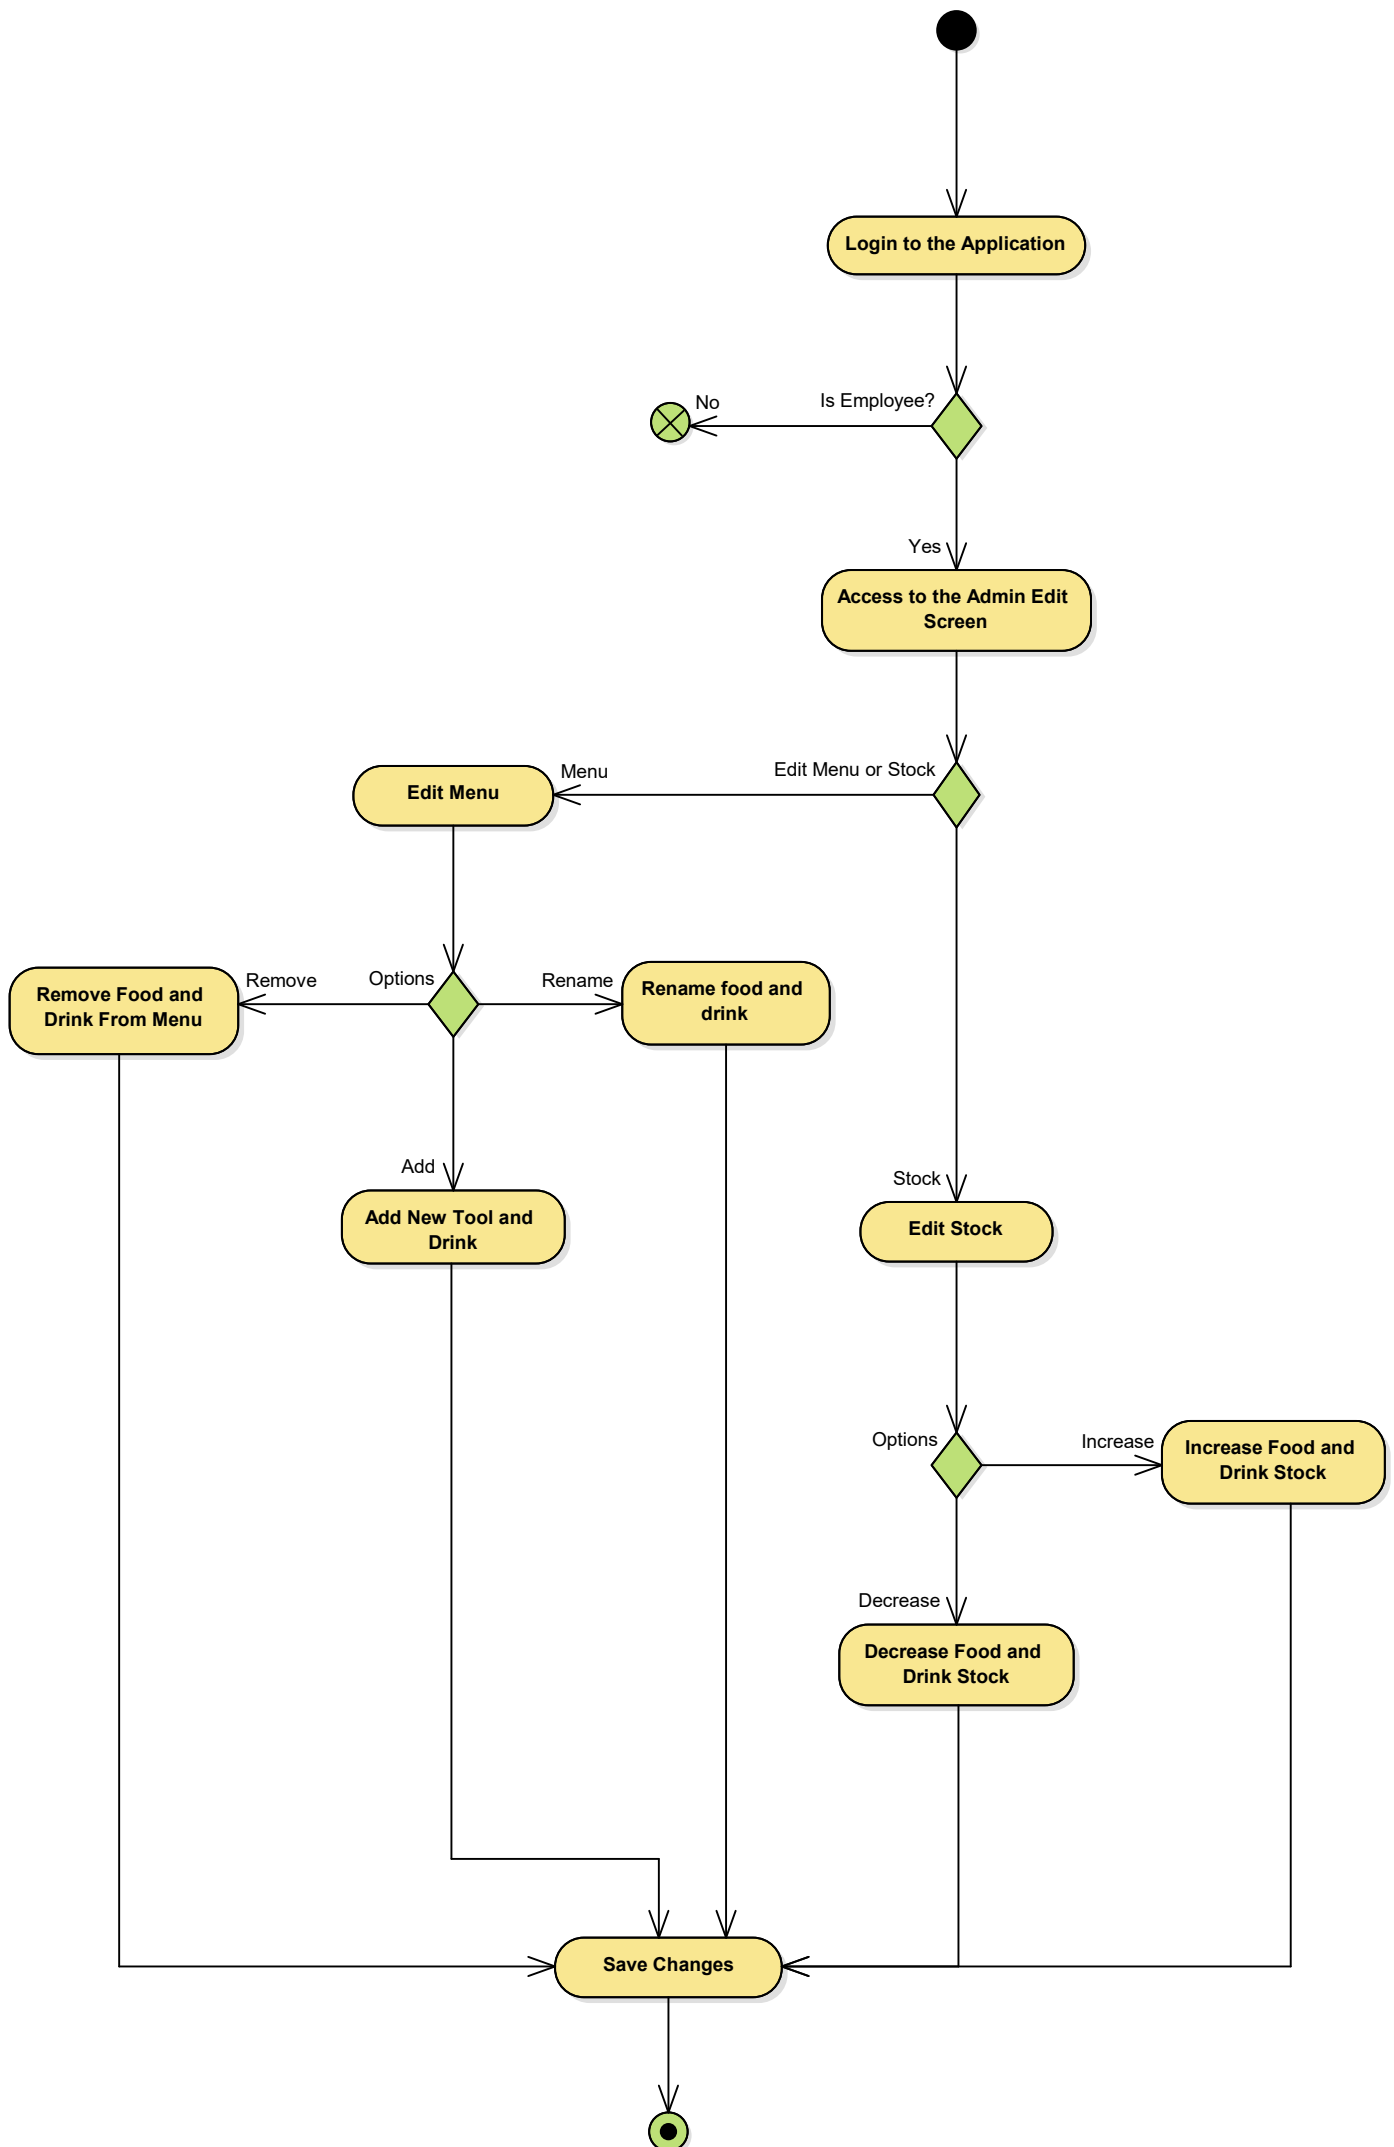 Login to the Application
Is Employee?
No
Yes
Access to the Admin Edit
Screen
Edit Menu or Stock
Menu
Edit Menu
Options
Remove
Rename
Remove Food and
Drink From Menu
Rename food and
drink
Add
Add New Tool and
Drink
Stock
Edit Stock
Options
Increase
Increase Food and
Drink Stock
Decrease
Decrease Food and
Drink Stock
Save Changes